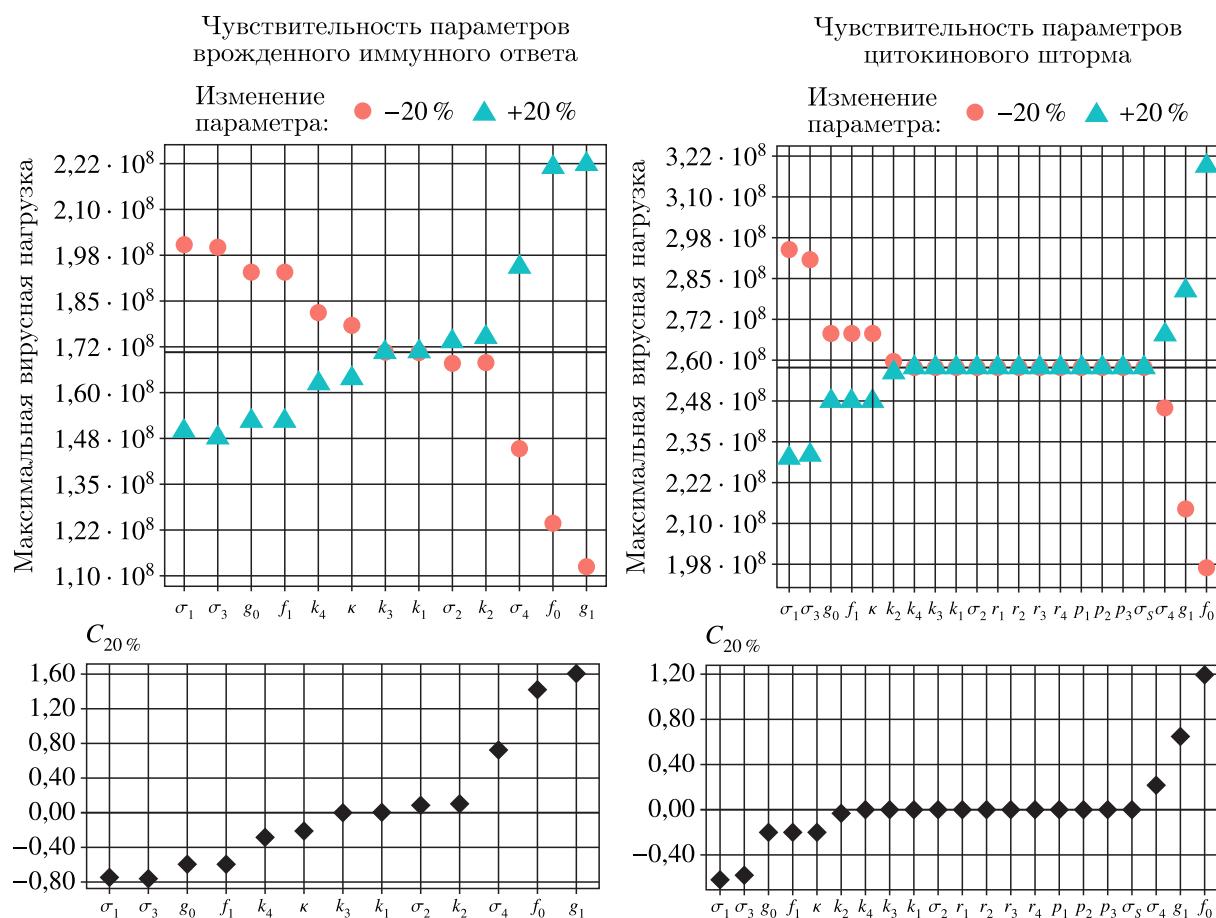 Чувствительность параметров
врожденного иммунного ответа
Изменение
параметра:
−20 %
+20 %
Максимальная вирусная нагрузка
2,22 · 10⁸
2,10 · 10⁸
1,98 · 10⁸
1,85 · 10⁸
1,72 · 10⁸
1,60 · 10⁸
1,48 · 10⁸
1,35 · 10⁸
1,22 · 10⁸
1,10 · 10⁸
σ₁ σ₃ g₀ f₁ k₄ κ k₃ k₁ σ₂ k₂ σ₄ f₀ g₁
C₂₀ %
1,60
1,20
0,80
0,40
0,00
−0,40
−0,80
σ₁ σ₃ g₀ f₁ k₄ κ k₃ k₁ σ₂ k₂ σ₄ f₀ g₁
Чувствительность параметров
цитокинового шторма
Изменение
параметра:
−20 %
+20 %
Максимальная вирусная нагрузка
3,22 · 10⁸
3,10 · 10⁸
2,98 · 10⁸
2,85 · 10⁸
2,72 · 10⁸
2,60 · 10⁸
2,48 · 10⁸
2,35 · 10⁸
2,22 · 10⁸
2,10 · 10⁸
1,98 · 10⁸
σ₁ σ₃ g₀ f₁ κ k₂ k₄ k₃ k₁ σ₂ r₁ r₂ r₃ r₄ p₁ p₂ p₃ σ_S σ₄ g₁ f₀
C₂₀ %
1,20
0,80
0,40
0,00
−0,40
σ₁ σ₃ g₀ f₁ κ k₂ k₄ k₃ k₁ σ₂ r₁ r₂ r₃ r₄ p₁ p₂ p₃ σ_S σ₄ g₁ f₀